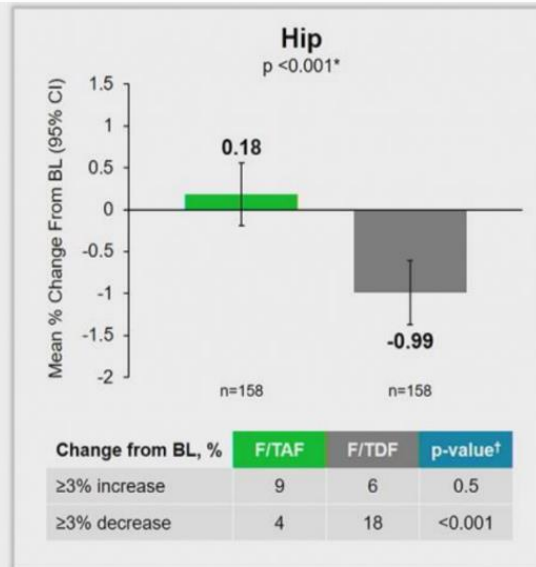 Hip
p <0.001*
Mean % Change From BL (95% CI)
1.5
1
0.5
0
-0.5
-1
-1.5
-2
0.18
-0.99
n=158 n=158
Change from BL, % F/TAF F/TDF p-value†
≥3% increase 9 6 0.5
≥3% decrease 4 18 <0.001